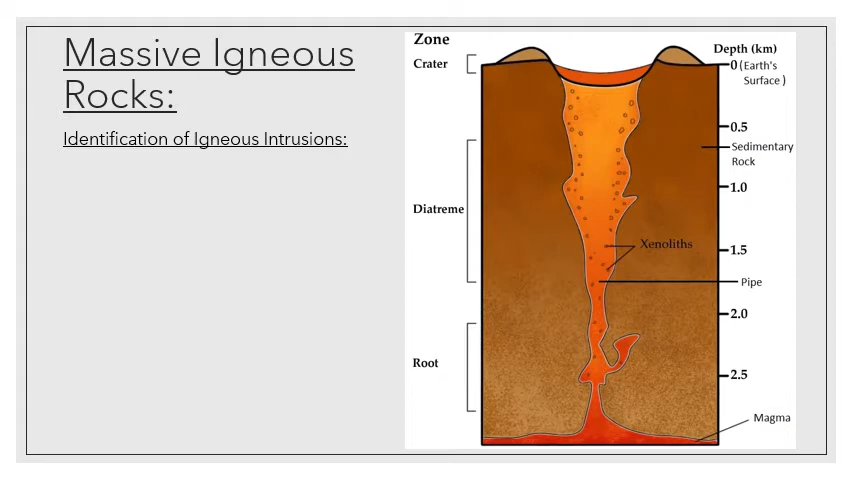 Massive Igneous
Rocks:
Identification of Igneous Intrusions:
Zone
Crater
Diatreme
Root
Depth (km)
0 (Earth's
Surface )
0.5
Sedimentary
Rock
1.0
Xenoliths
1.5
Pipe
2.0
2.5
Magma